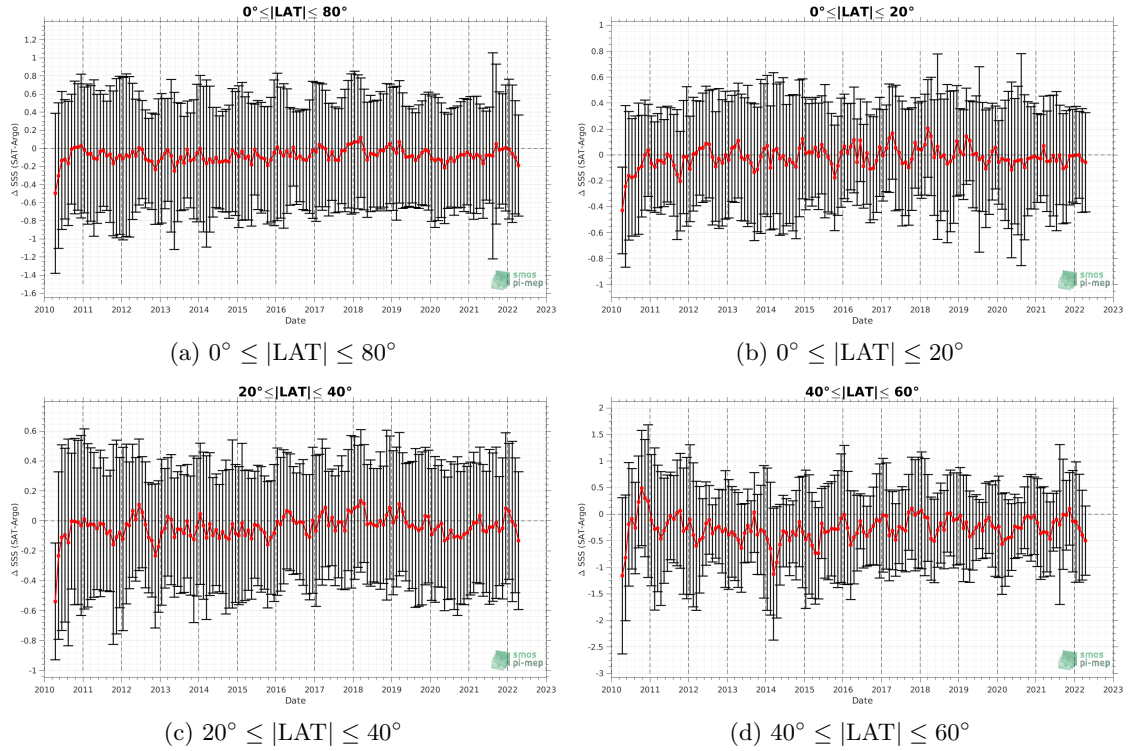 0°≤|LAT|≤ 80°
1.2
1
0.8
0.6
0.4
0.2
0
-0.2
-0.4
-0.6
-0.8
-1
-1.2
-1.4
-1.6
Δ SSS (SAT-Argo)
2010 2011 2012 2013 2014 2015 2016 2017 2018 2019 2020 2021 2022 2023
Date
smos
pi-mep
(a) 0° ≤ |LAT| ≤ 80°
0°≤|LAT|≤ 20°
1
0.8
0.6
0.4
0.2
0
-0.2
-0.4
-0.6
-0.8
-1
Δ SSS (SAT-Argo)
2010 2011 2012 2013 2014 2015 2016 2017 2018 2019 2020 2021 2022 2023
Date
smos
pi-mep
(b) 0° ≤ |LAT| ≤ 20°
20°≤|LAT|≤ 40°
0.6
0.4
0.2
0
-0.2
-0.4
-0.6
-0.8
-1
Δ SSS (SAT-Argo)
2010 2011 2012 2013 2014 2015 2016 2017 2018 2019 2020 2021 2022 2023
Date
smos
pi-mep
(c) 20° ≤ |LAT| ≤ 40°
40°≤|LAT|≤ 60°
2
1.5
1
0.5
0
-0.5
-1
-1.5
-2
-2.5
-3
Δ SSS (SAT-Argo)
2010 2011 2012 2013 2014 2015 2016 2017 2018 2019 2020 2021 2022 2023
Date
smos
pi-mep
(d) 40° ≤ |LAT| ≤ 60°